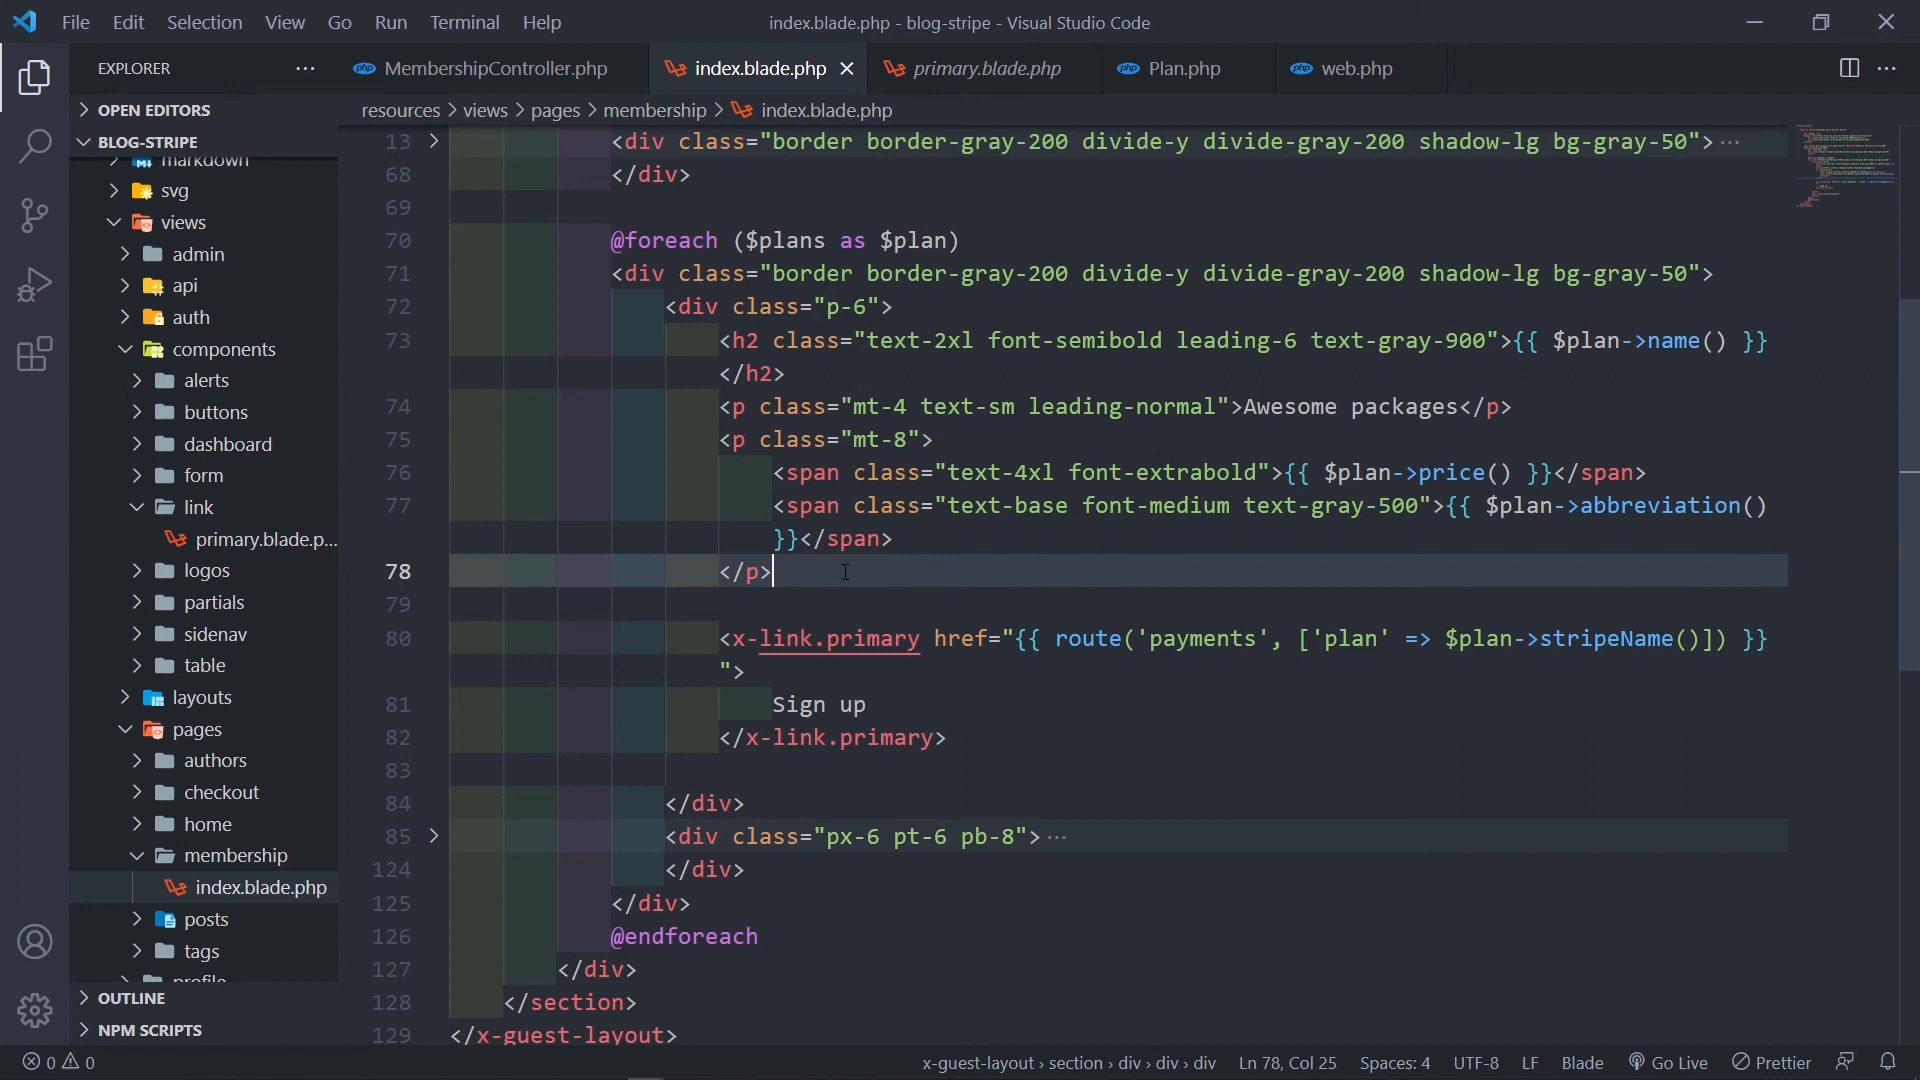 File Edit Selection View Go Run Terminal Help
index.blade.php - blog-stripe - Visual Studio Code
EXPLORER
MembershipController.php
index.blade.php
primary.blade.php
Plan.php
web.php
OPEN EDITORS
BLOG-STRIPE
markdown
svg
views
admin
api
auth
components
alerts
buttons
dashboard
form
link
primary.blade.p...
logos
partials
sidenav
table
layouts
pages
authors
checkout
home
membership
index.blade.php
posts
tags
profile
OUTLINE
NPM SCRIPTS
resources > views > pages > membership > index.blade.php
13 <div class="border border-gray-200 divide-y divide-gray-200 shadow-lg bg-gray-50">...
68 </div>
69
70 @foreach ($plans as $plan)
71 <div class="border border-gray-200 divide-y divide-gray-200 shadow-lg bg-gray-50">
72 <div class="p-6">
73 <h2 class="text-2xl font-semibold leading-6 text-gray-900">{{ $plan->name() }}
</h2>
74 <p class="mt-4 text-sm leading-normal">Awesome packages</p>
75 <p class="mt-8">
76 <span class="text-4xl font-extrabold">{{ $plan->price() }}</span>
77 <span class="text-base font-medium text-gray-500">{{ $plan->abbreviation()
}}</span>
78 </p>
79
80 <x-link.primary href="{{ route('payments', ['plan' => $plan->stripeName()]) }}
">
81 Sign up
82 </x-link.primary>
83
84 </div>
85 <div class="px-6 pt-6 pb-8">...
124 </div>
125 </div>
126 @endforeach
127 </div>
128 </section>
129 </x-guest-layout>
0 0
x-guest-layout > section > div > div > div
Ln 78, Col 25
Spaces: 4
UTF-8
LF
Blade
Go Live
Prettier